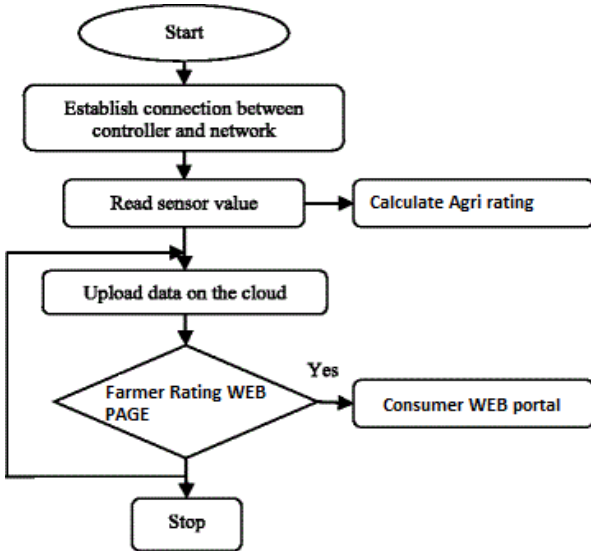 Start
Establish connection between
controller and network
Read sensor value
Calculate Agri rating
Upload data on the cloud
Farmer Rating WEB
PAGE
Yes
Consumer WEB portal
Stop